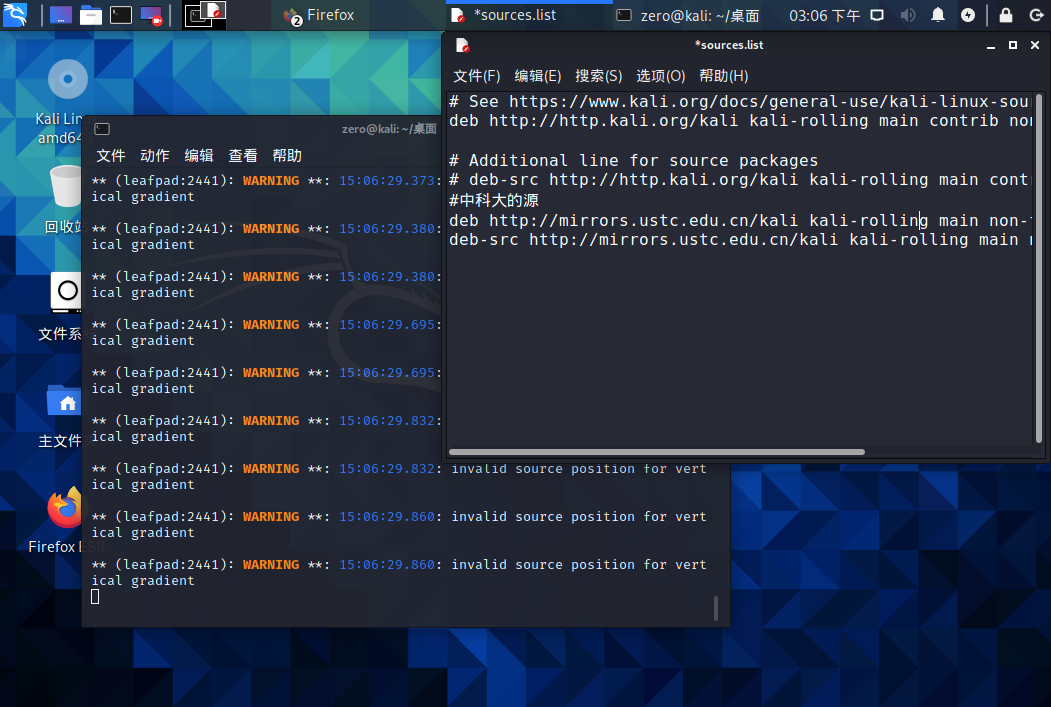 2
Firefox
*sources.list
zero@kali: ~/桌面
03:06 下午
Kali Lin
amd64
回收站
文件系
主文件
Firefox ESR
zero@kali: ~/桌面
文件 动作 编辑 查看 帮助
** (leafpad:2441): WARNING **: 15:06:29.373:
ical gradient
** (leafpad:2441): WARNING **: 15:06:29.380:
ical gradient
** (leafpad:2441): WARNING **: 15:06:29.380:
ical gradient
** (leafpad:2441): WARNING **: 15:06:29.695:
ical gradient
** (leafpad:2441): WARNING **: 15:06:29.695:
ical gradient
** (leafpad:2441): WARNING **: 15:06:29.832:
ical gradient
** (leafpad:2441): WARNING **: 15:06:29.832: invalid source position for vert
ical gradient
** (leafpad:2441): WARNING **: 15:06:29.860: invalid source position for vert
ical gradient
** (leafpad:2441): WARNING **: 15:06:29.860: invalid source position for vert
ical gradient
*sources.list
文件(F) 编辑(E) 搜索(S) 选项(O) 帮助(H)
# See https://www.kali.org/docs/general-use/kali-linux-sou
deb http://http.kali.org/kali kali-rolling main contrib non
# Additional line for source packages
# deb-src http://http.kali.org/kali kali-rolling main cont
#中科大的源
deb http://mirrors.ustc.edu.cn/kali kali-rolling main non-
deb-src http://mirrors.ustc.edu.cn/kali kali-rolling main